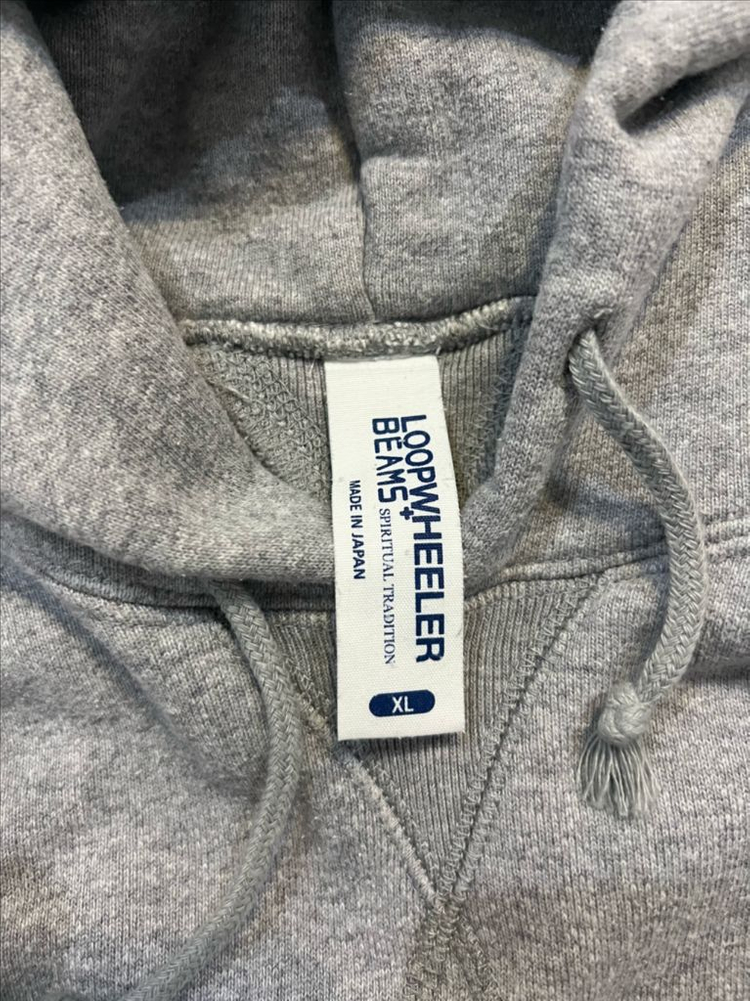 LOOPWHEELER
+
BEAMS
SPIRITUAL TRADITION
MADE IN JAPAN
XL